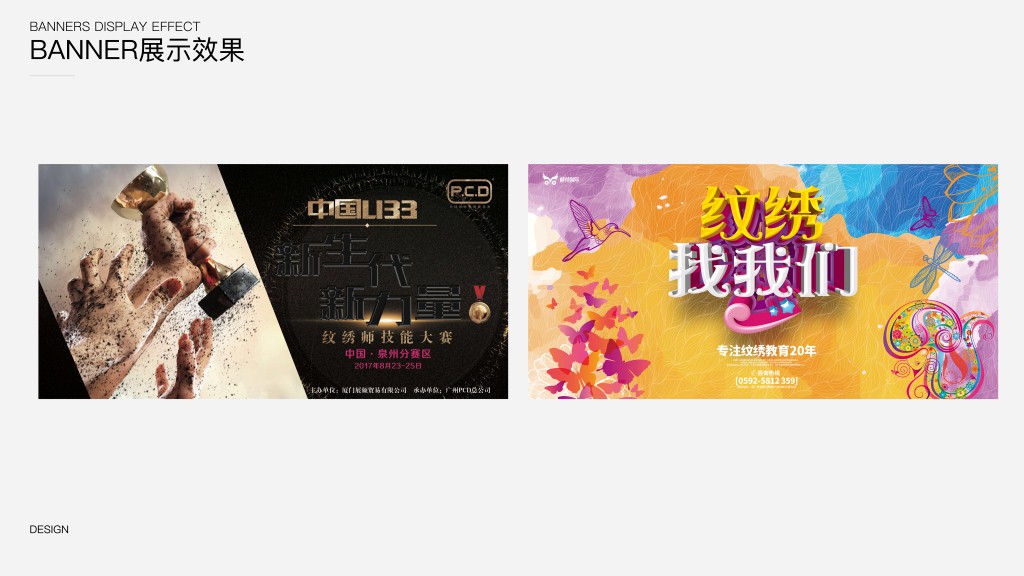 BANNERS DISPLAY EFFECT
BANNER展示效果
P.C.D
中国U33
新生代
新力量
纹绣师技能大赛
中国·泉州分赛区
2017年8月23-25日
主办单位：厦门展颜贸易有限公司 承办单位：广州PCD总公司
纹绣
找我们
专注纹绣教育20年
[0592-5812 359]
DESIGN